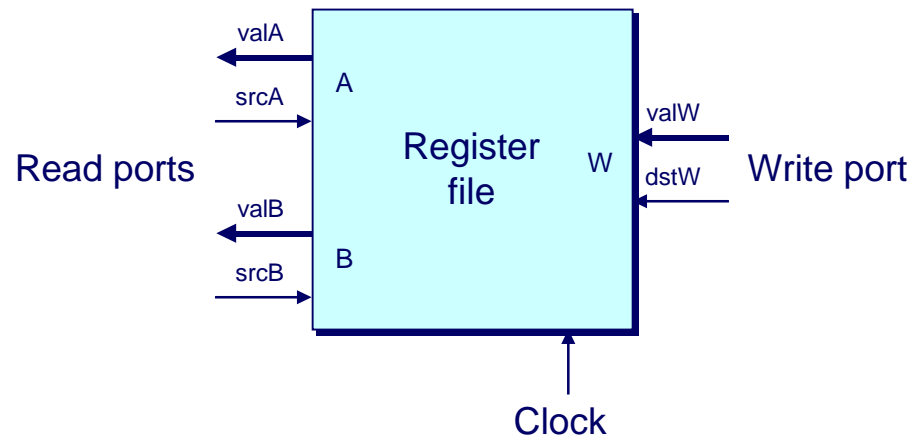 valA
A
srcA
Read ports
valB
B
srcB
Register
file
W
valW
dstW
Write port
Clock